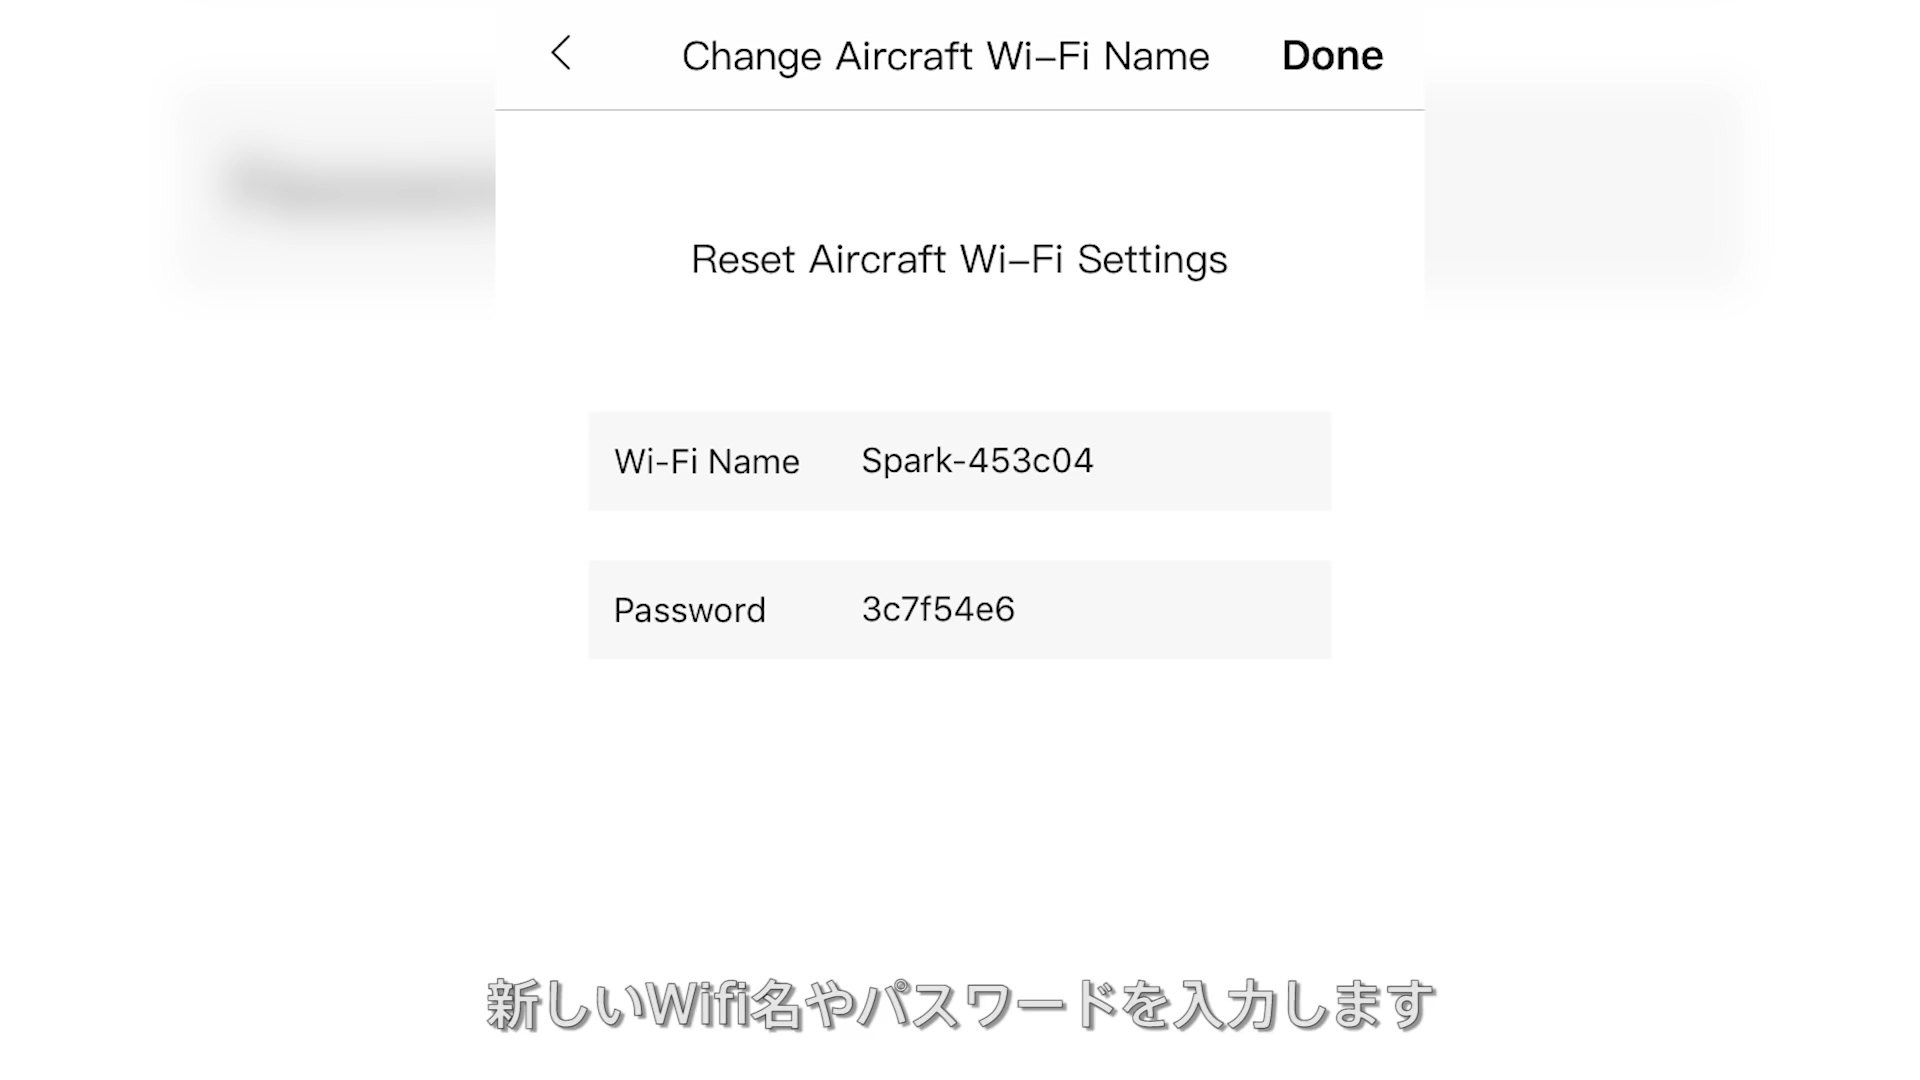 Change Aircraft Wi–Fi Name
Done
Reset Aircraft Wi–Fi Settings
Wi-Fi Name Spark-453c04
Password 3c7f54e6
新しいWifi名やパスワードを入力します